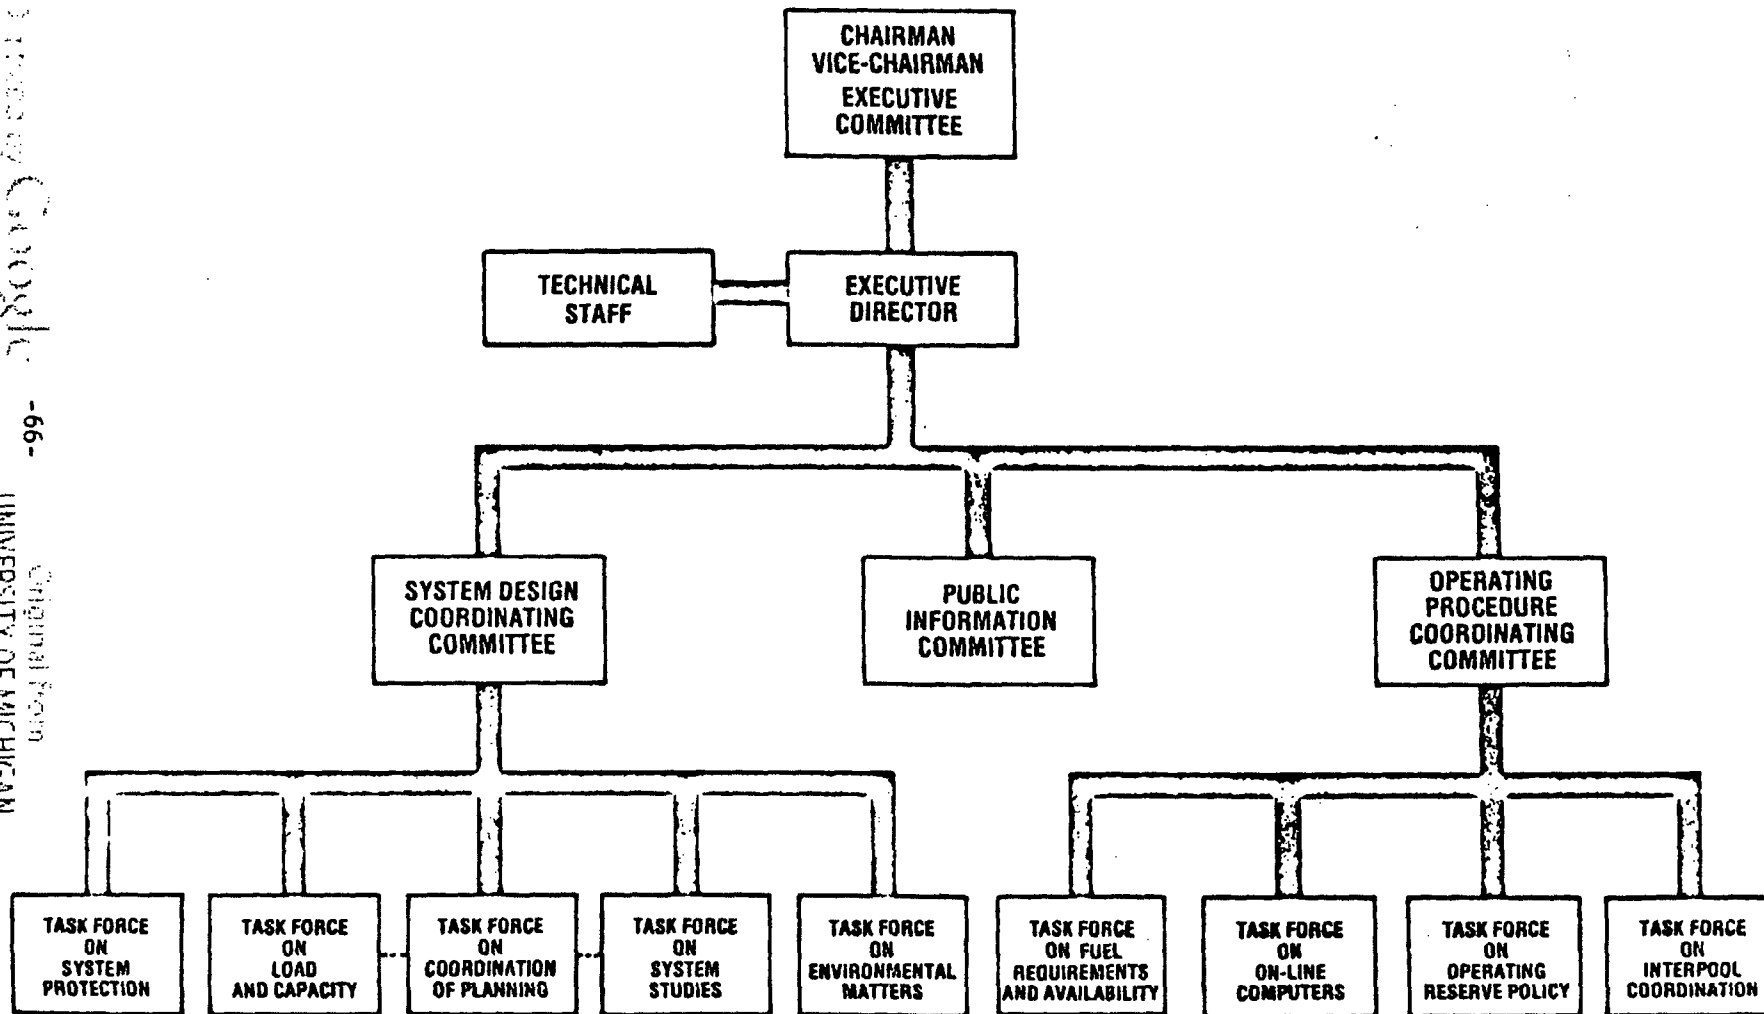 CHAIRMAN
VICE-CHAIRMAN
EXECUTIVE
COMMITTEE
TECHNICAL
STAFF
EXECUTIVE
DIRECTOR
SYSTEM DESIGN
COORDINATING
COMMITTEE
PUBLIC
INFORMATION
COMMITTEE
OPERATING
PROCEDURE
COORDINATING
COMMITTEE
TASK FORCE
ON
SYSTEM
PROTECTION
TASK FORCE
ON
LOAD
AND CAPACITY
TASK FORCE
ON
COORDINATION
OF PLANNING
TASK FORCE
ON
SYSTEM
STUDIES
TASK FORCE
ON
ENVIRONMENTAL
MATTERS
TASK FORCE
ON FUEL
REQUIREMENTS
AND AVAILABILITY
TASK FORCE
ON
ON-LINE
COMPUTERS
TASK FORCE
ON
OPERATING
RESERVE POLICY
TASK FORCE
ON
INTERPOOL
COORDINATION
Google
-99-
Original from
UNIVERSITY OF MICHIGAN